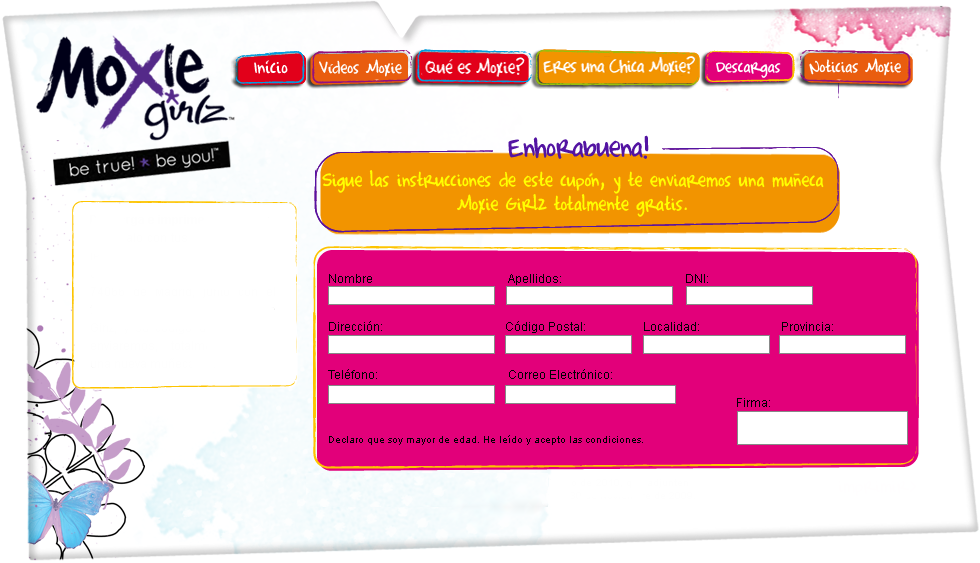 Moxie
girlz™
be true! * be you!™
Inicio Vídeos Moxie Qué es Moxie? Eres una Chica Moxie? Descargas Noticias Moxie
Enhorabuena!
Sigue las instrucciones de este cupón, y te enviaremos una muñeca
Moxie Girlz totalmente gratis.
Nombre Apellidos: DNI:
Dirección: Código Postal: Localidad: Provincia:
Teléfono: Correo Electrónico:
Firma:
Declaro que soy mayor de edad. He leído y acepto las condiciones.